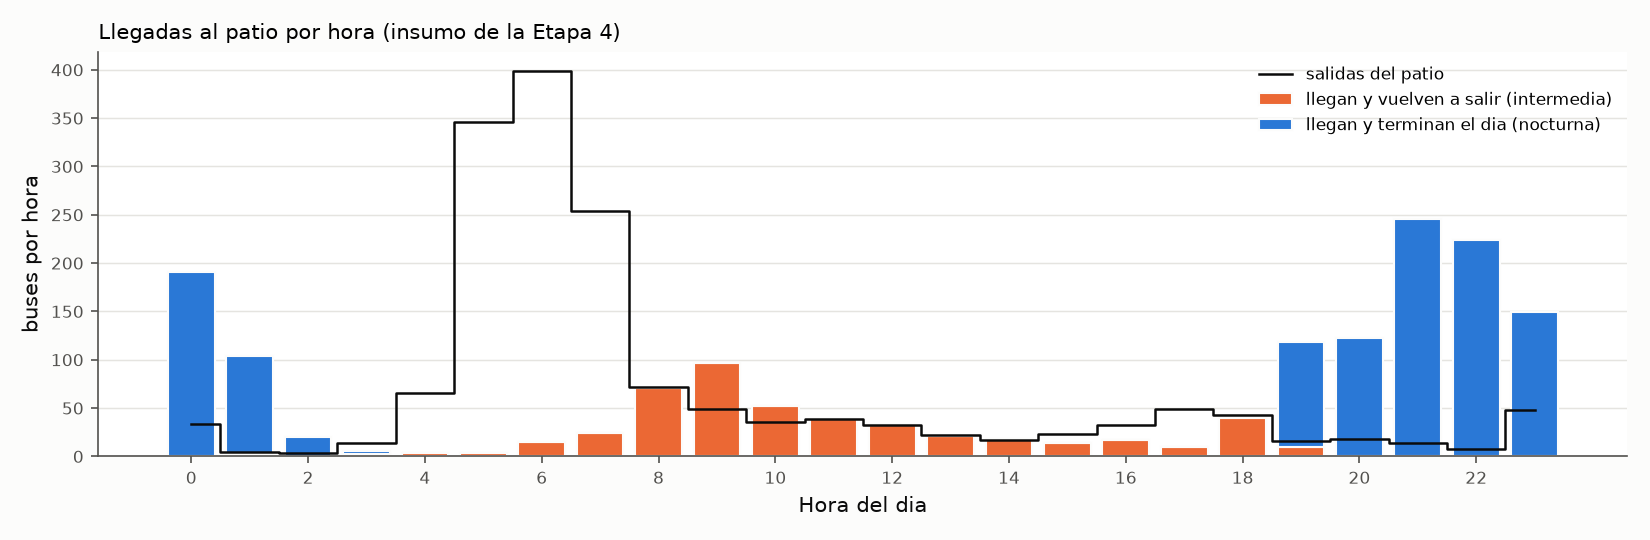 Llegadas al patio por hora (insumo de la Etapa 4)
salidas del patio
llegan y vuelven a salir (intermedia)
llegan y terminan el dia (nocturna)
buses por hora
400
350
300
250
200
150
100
50
0
0 2 4 6 8 10 12 14 16 18 20 22
Hora del dia